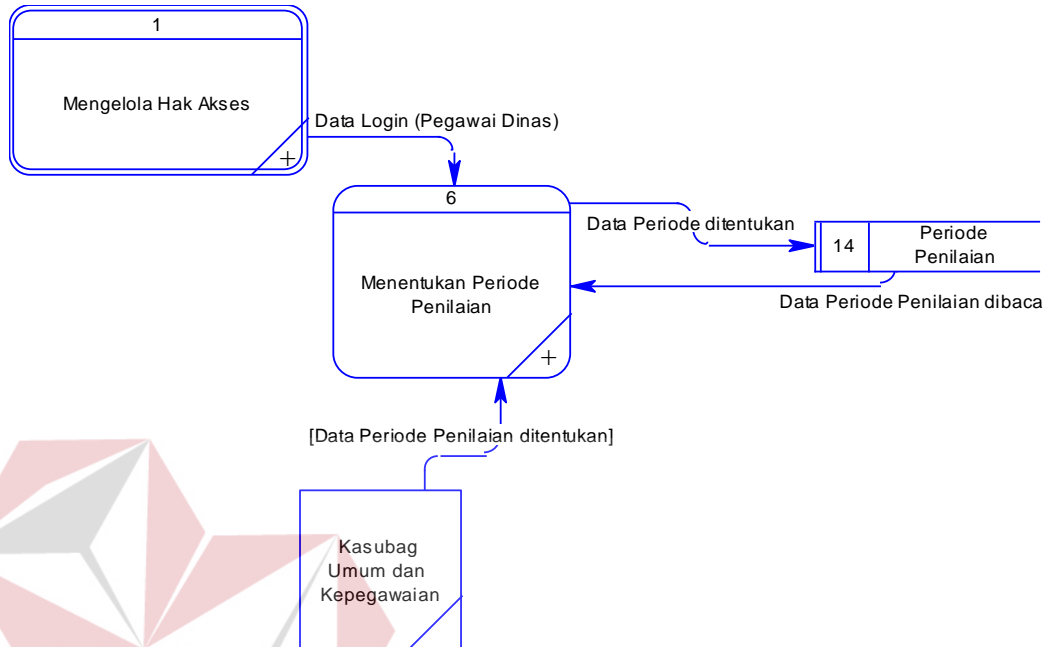 1
Mengelola Hak Akses
+
Data Login (Pegawai Dinas)
6
Menentukan Periode
Penilaian
+
Data Periode ditentukan
14
Periode
Penilaian
Data Periode Penilaian dibaca
[Data Periode Penilaian ditentukan]
Kasubag
Umum dan
Kepegawaian